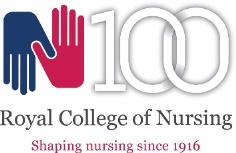 100
Royal College of Nursing
Shaping nursing since 1916